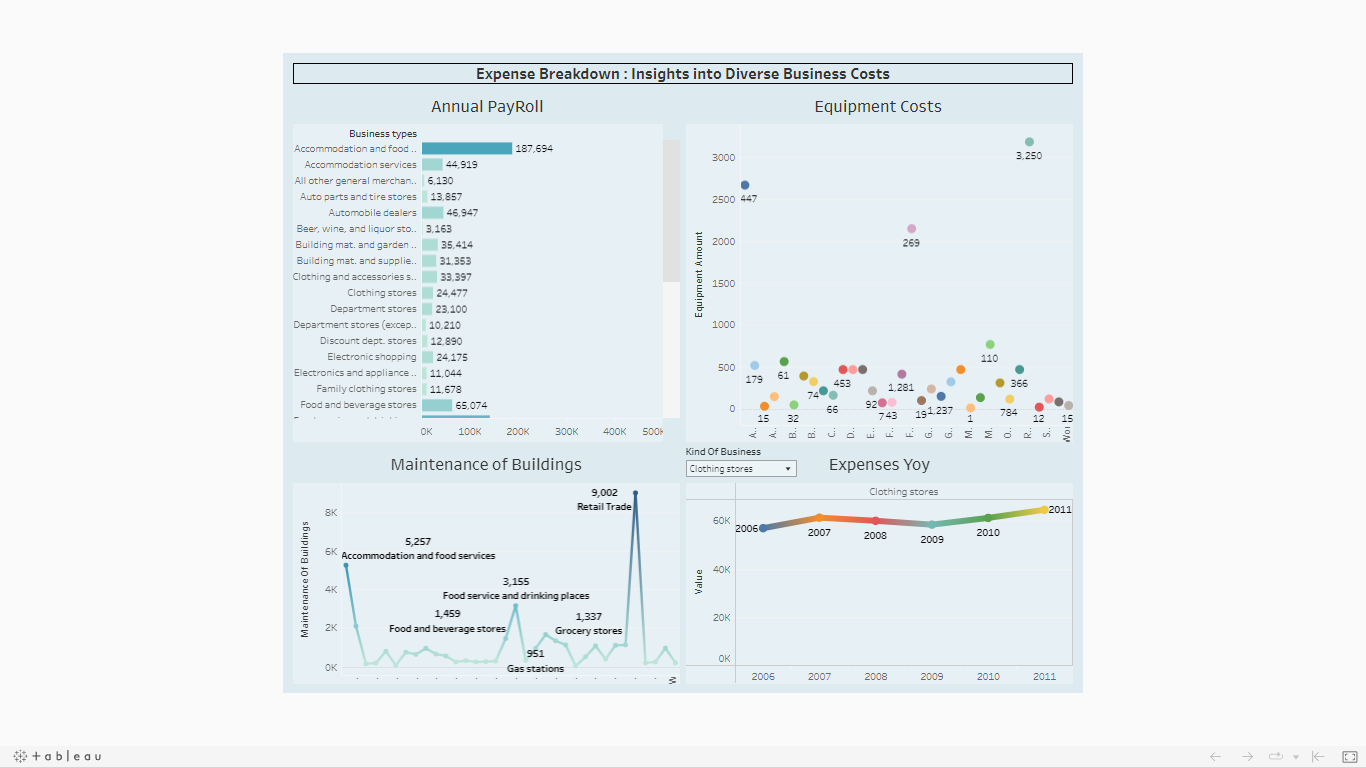 Expense Breakdown : Insights into Diverse Business Costs
Annual PayRoll
Business types
Accommodation and food .. 187,694
Accommodation services 44,919
All other general merchan.. 6,130
Auto parts and tire stores 13,857
Automobile dealers 46,947
Beer, wine, and liquor sto.. 3,163
Building mat. and garden .. 35,414
Building mat. and supplie.. 31,353
Clothing and accessories s.. 33,397
Clothing stores 24,477
Department stores 23,100
Department stores (excep.. 10,210
Discount dept. stores 12,890
Electronic shopping 24,175
Electronics and appliance .. 11,044
Family clothing stores 11,678
Food and beverage stores 65,074
0K 100K 200K 300K 400K 500K
Equipment Costs
Equipment Amount
3000
2500
2000
1500
1000
500
0
3,250
447
269
110
179 61 74 453 1,281 366
15 32 66 92 743 19 1,237 1 784 12 15
A.. A.. B.. B.. C.. D.. E.. F.. F.. G.. G.. M.. M.. O.. R.. S.. Wor
Maintenance of Buildings
Maintenance Of Buildings
8K
6K
4K
2K
0K
9,002
Retail Trade
5,257
Accommodation and food services
3,155
Food service and drinking places
1,459
Food and beverage stores
1,337
Grocery stores
951
Gas stations
W
Kind Of Business
Clothing stores
Expenses Yoy
Clothing stores
Value
60K
40K
20K
0K
2006 2007 2008 2009 2010 2011
2006 2007 2008 2009 2010 2011
+ a b l e a u